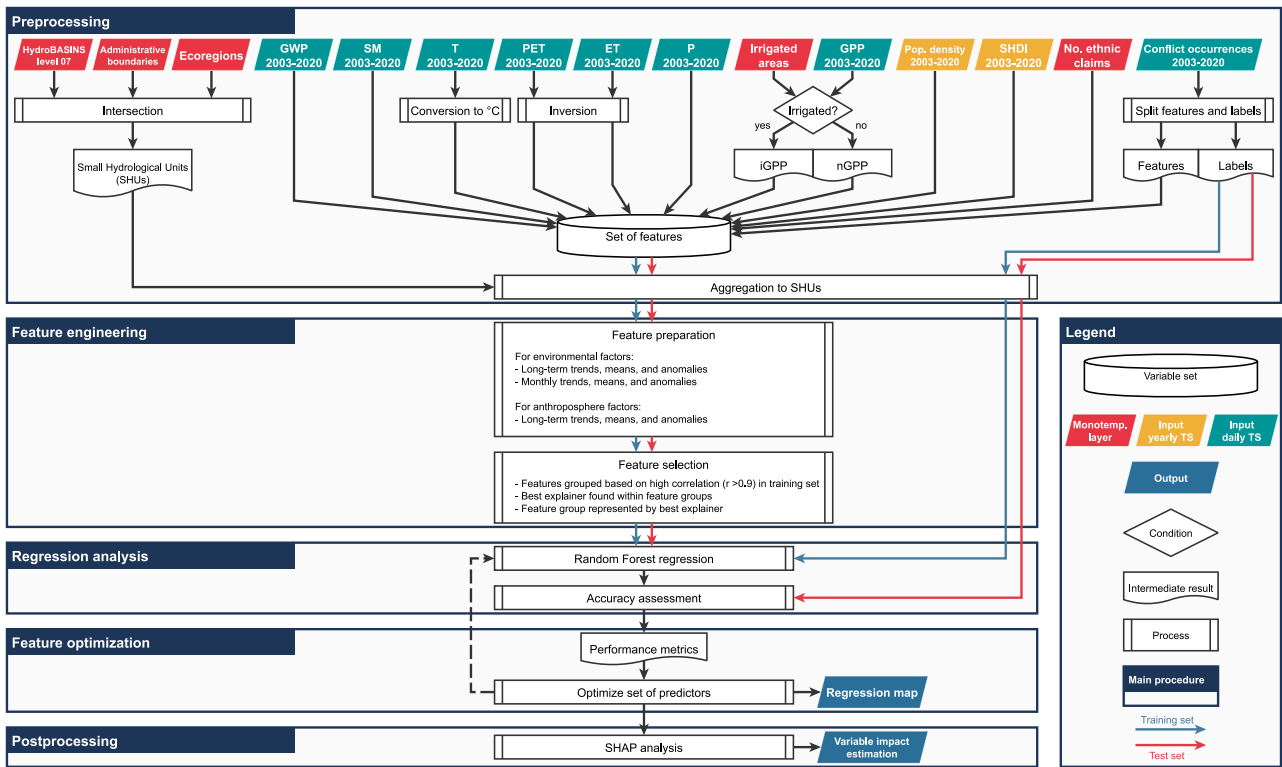 Preprocessing
HydroBASINS
level 07
Administrative
boundaries
Ecoregions
GWP
2003-2020
SM
2003-2020
T
2003-2020
PET
2003-2020
ET
2003-2020
P
2003-2020
Irrigated
areas
GPP
2003-2020
Pop. density
2003-2020
SHDI
2003-2020
No. ethnic
claims
Conflict occurrences
2003-2020
Intersection
Conversion to °C
Inversion
Irrigated?
yes
no
Split features and labels
Small Hydrological Units
(SHUs)
iGPP
nGPP
Features
Labels
Set of features
Aggregation to SHUs
Feature engineering
Feature preparation
For environmental factors:
- Long-term trends, means, and anomalies
- Monthly trends, means, and anomalies
For anthroposphere factors:
- Long-term trends, means, and anomalies
Feature selection
- Features grouped based on high correlation (r >0.9) in training set
- Best explainer found within feature groups
- Feature group represented by best explainer
Regression analysis
Random Forest regression
Accuracy assessment
Feature optimization
Performance metrics
Optimize set of predictors
Regression map
Postprocessing
SHAP analysis
Variable impact
estimation
Legend
Variable set
Monotemp.
layer
Input
yearly TS
Input
daily TS
Output
Condition
Intermediate result
Process
Main procedure
Training set
Test set